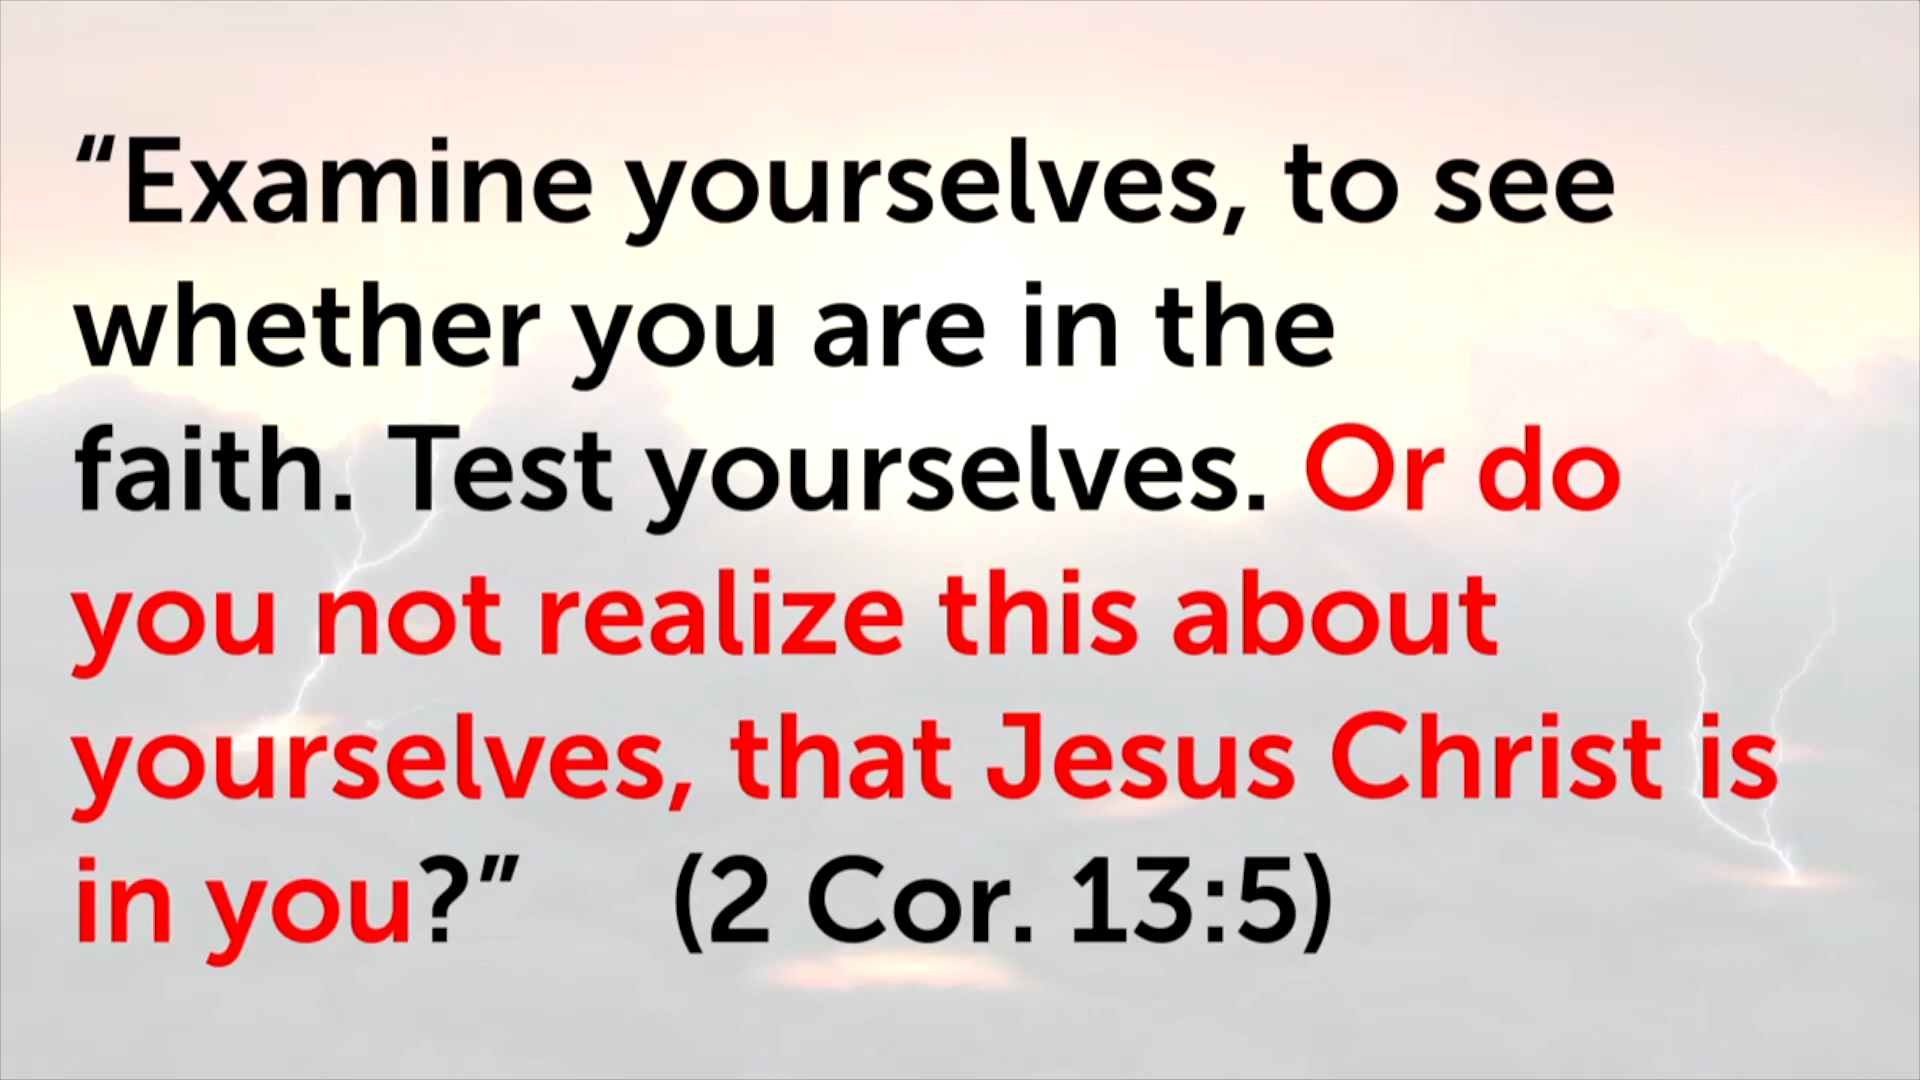 “Examine yourselves, to see
whether you are in the
faith. Test yourselves. Or do
you not realize this about
yourselves, that Jesus Christ is
in you?” (2 Cor. 13:5)